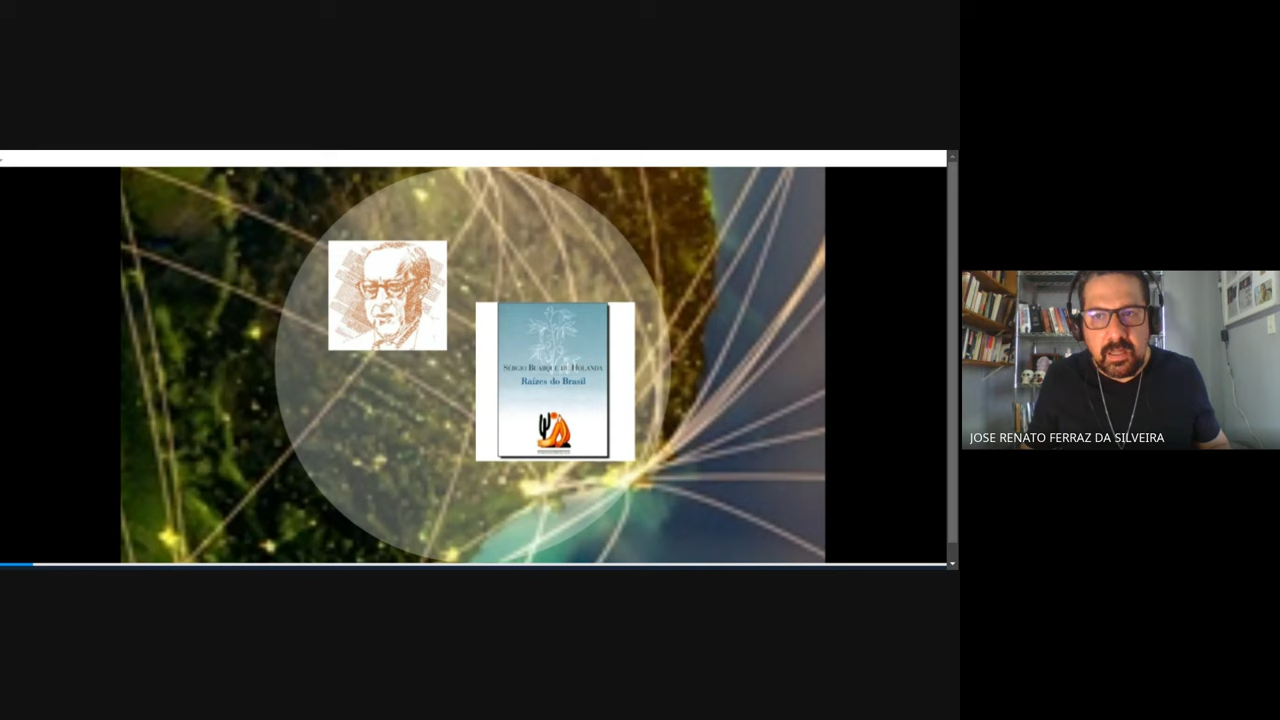 SÉRGIO BUARQUE DE HOLANDA
Raízes do Brasil
JOSE RENATO FERRAZ DA SILVEIRA